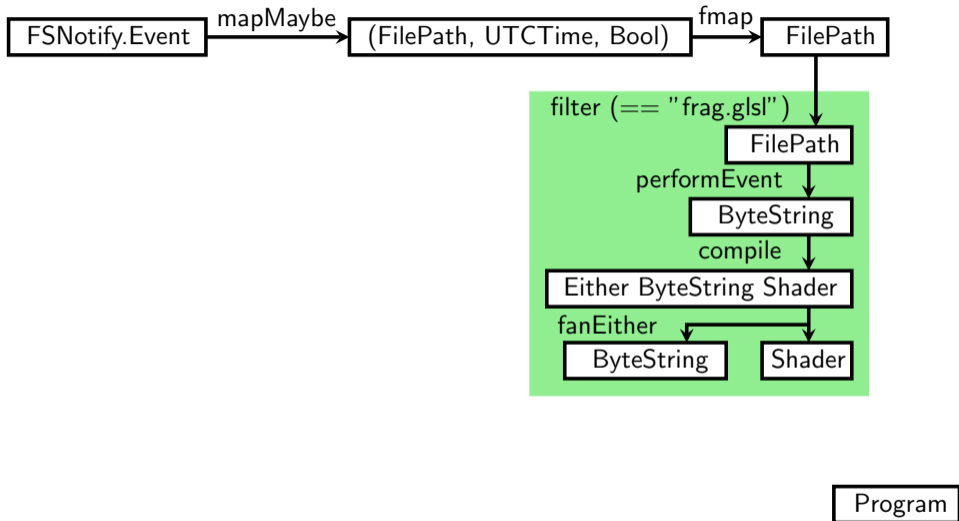 mapMaybe
fmap
FSNotify.Event
(FilePath, UTCTime, Bool)
FilePath
filter (== ”frag.glsl”)
FilePath
performEvent
ByteString
compile
Either ByteString Shader
fanEither
ByteString
Shader
Program